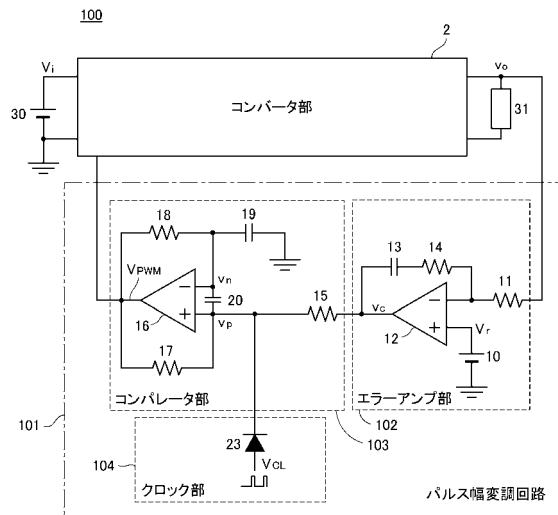 100
2
Vi
vo
30
コンバータ部
31
18
19
13
14
11
VPWM
vn
20
15
vc
16
vp
12
Vr
10
17
コンパレータ部
エラーアンプ部
101
102
103
23
VCL
104
クロック部
パルス幅変調回路